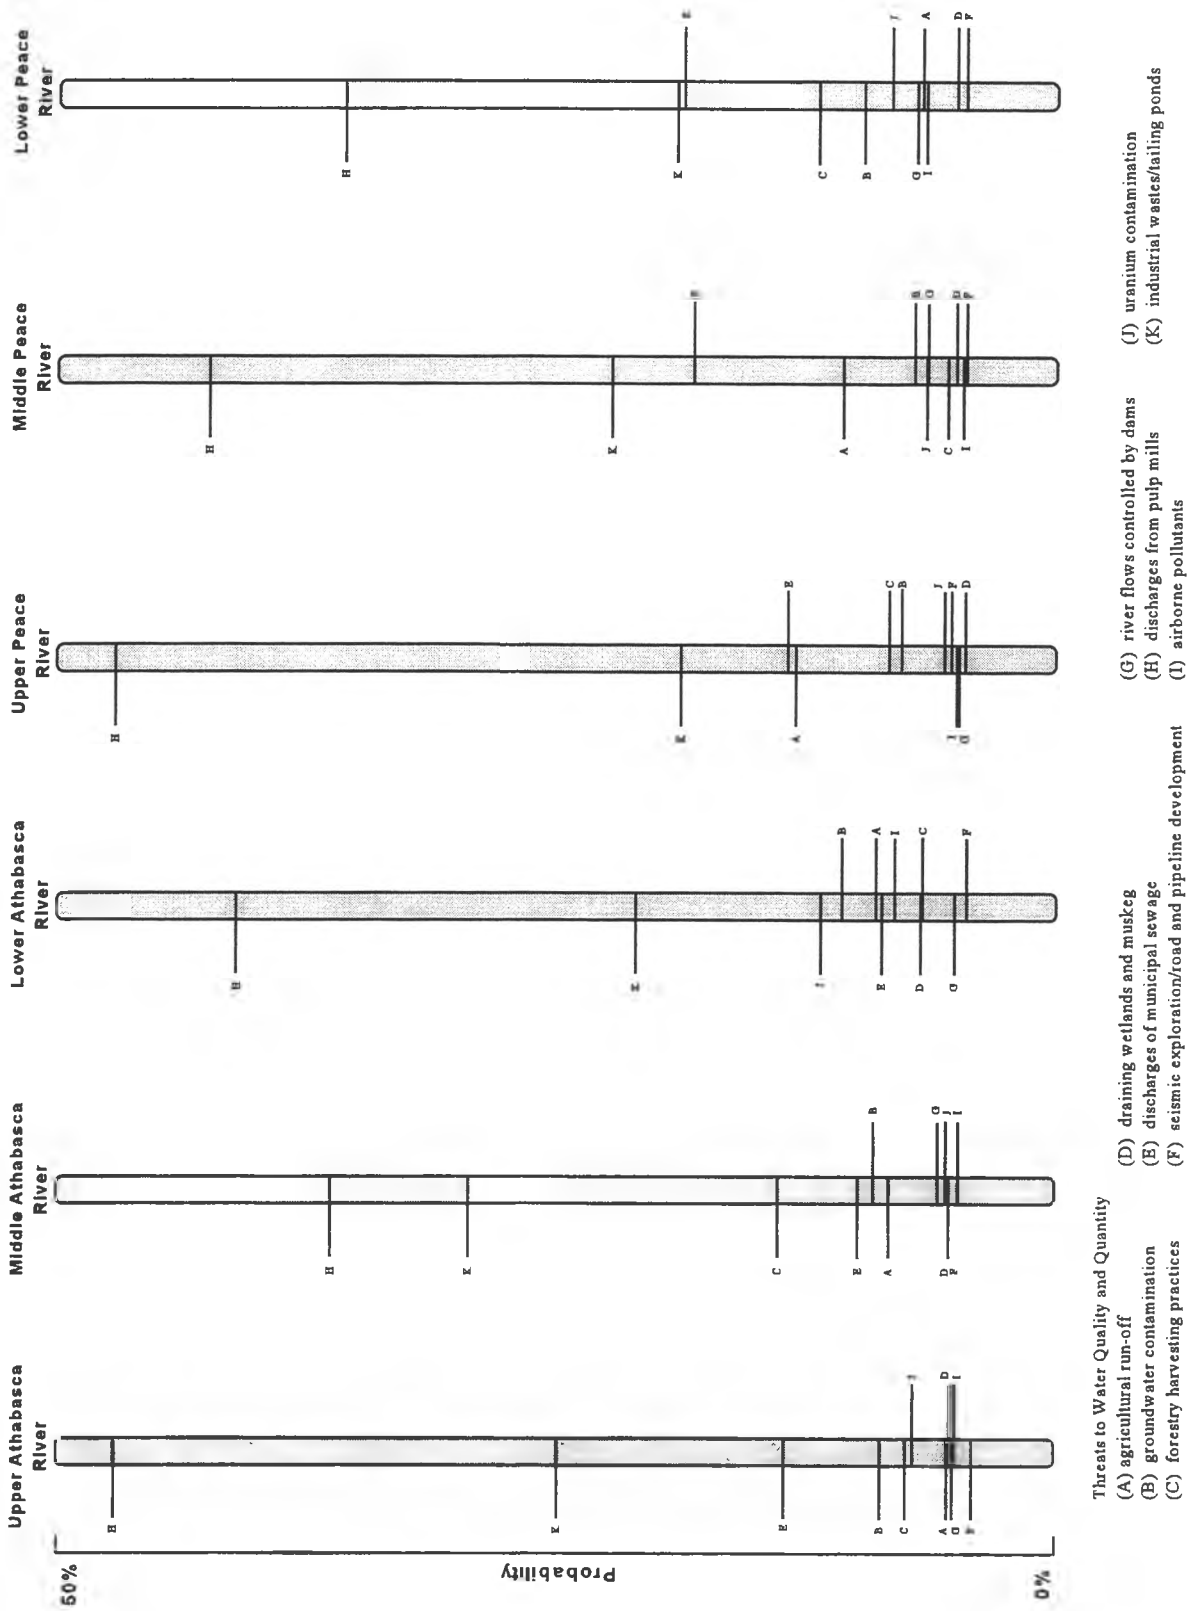 Upper Athabasca
River
Middle Athabasca
River
Lower Athabasca
River
Upper Peace
River
Middle Peace
River
Lower Peace
River
60%
Probability
0%
H
K
E
B
C
J
A
D
G
I
F
H
K
C
E
B
A
G
D
J
F
I
H
K
J
B
A
E
I
D
C
G
F
H
K
E
A
C
B
J
F
I
G
D
H
K
E
A
B
J
G
C
D
I
F
H
K
E
C
B
J
G
A
I
D
F
Threats to Water Quality and Quantity
(A) agricultural run-off
(B) groundwater contamination
(C) forestry harvesting practices
(D) draining wetlands and muskeg
(E) discharges of municipal sewage
(F) seismic exploration/road and pipeline development
(G) river flows controlled by dams
(H) discharges from pulp mills
(I) airborne pollutants
(J) uranium contamination
(K) industrial wastes/tailing ponds